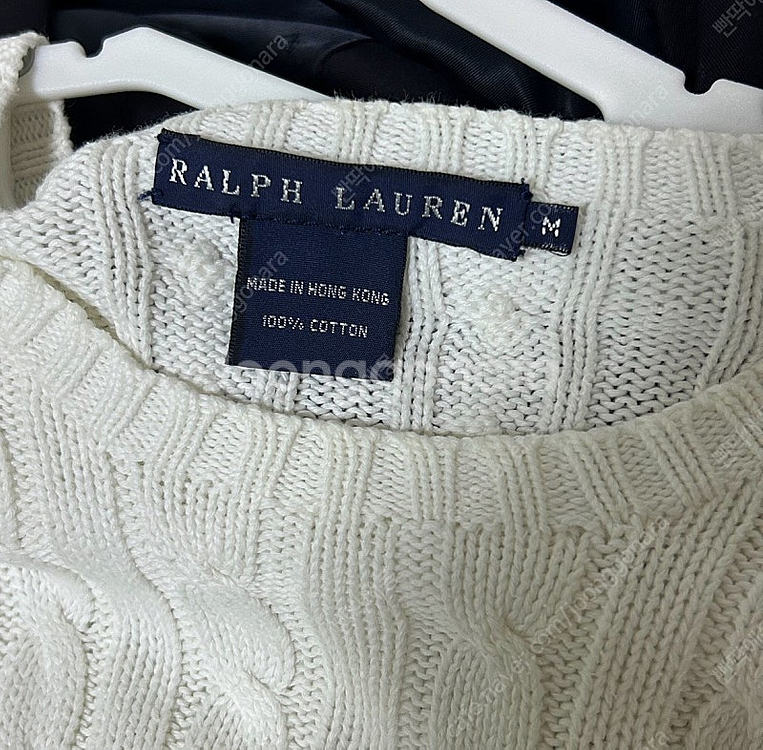 RALPH LAUREN
M
MADE IN HONG KONG
100% COTTON